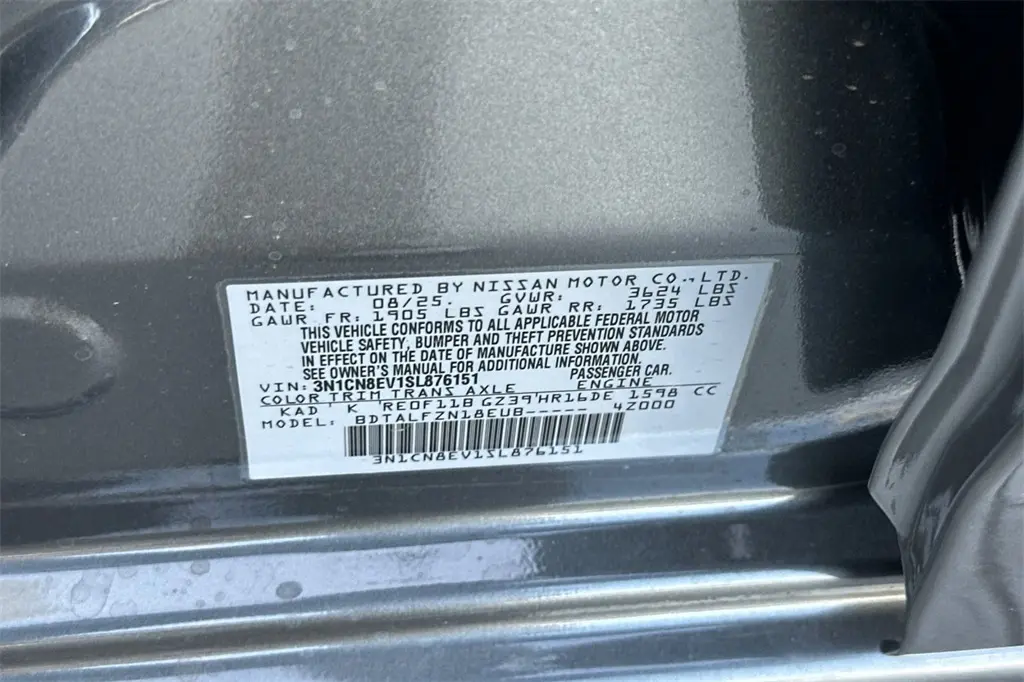 MANUFACTURED BY NISSAN MOTOR CO., LTD.
DATE: 08/25. GVWR: 3624 LBS
GAWR FR: 1905 LBS GAWR RR: 1735 LBS
THIS VEHICLE CONFORMS TO ALL APPLICABLE FEDERAL MOTOR
VEHICLE SAFETY, BUMPER AND THEFT PREVENTION STANDARDS
IN EFFECT ON THE DATE OF MANUFACTURE SHOWN ABOVE.
SEE OWNER'S MANUAL FOR ADDITIONAL INFORMATION.
VIN: 3N1CN8EV1SL876151 PASSENGER CAR.
COLOR TRIM TRANS AXLE ENGINE
KAD K RE0F11B GZ39 HR16DE 1598 CC
MODEL: BDTALFZN18EUB----- 4Z000
3N1CN8EV1SL876151